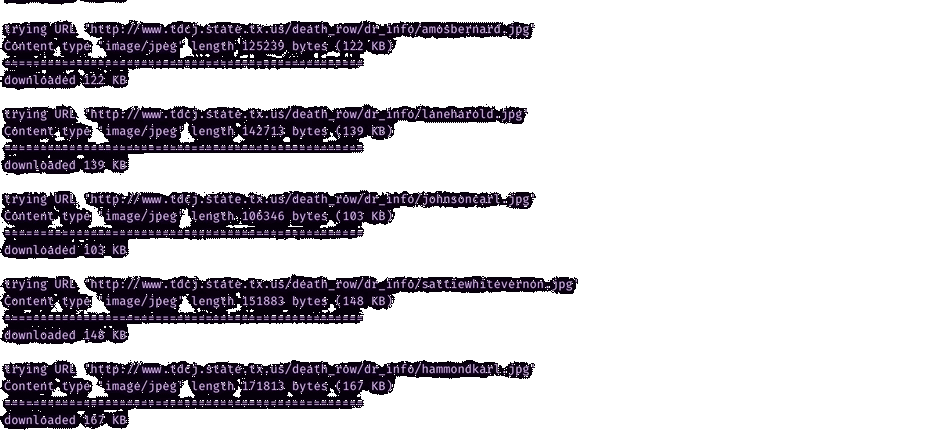 trying URL 'http://www.tdcj.state.tx.us/death_row/dr_info/amosbernard.jpg'
Content type 'image/jpeg' length 125239 bytes (122 KB)
==================================================
downloaded 122 KB
trying URL 'http://www.tdcj.state.tx.us/death_row/dr_info/laneharold.jpg'
Content type 'image/jpeg' length 142713 bytes (139 KB)
==================================================
downloaded 139 KB
trying URL 'http://www.tdcj.state.tx.us/death_row/dr_info/johnsoncarl.jpg'
Content type 'image/jpeg' length 106346 bytes (103 KB)
==================================================
downloaded 103 KB
trying URL 'http://www.tdcj.state.tx.us/death_row/dr_info/sattiewhitevernon.jpg'
Content type 'image/jpeg' length 151883 bytes (148 KB)
==================================================
downloaded 148 KB
trying URL 'http://www.tdcj.state.tx.us/death_row/dr_info/hammondkarl.jpg'
Content type 'image/jpeg' length 171813 bytes (167 KB)
==================================================
downloaded 167 KB